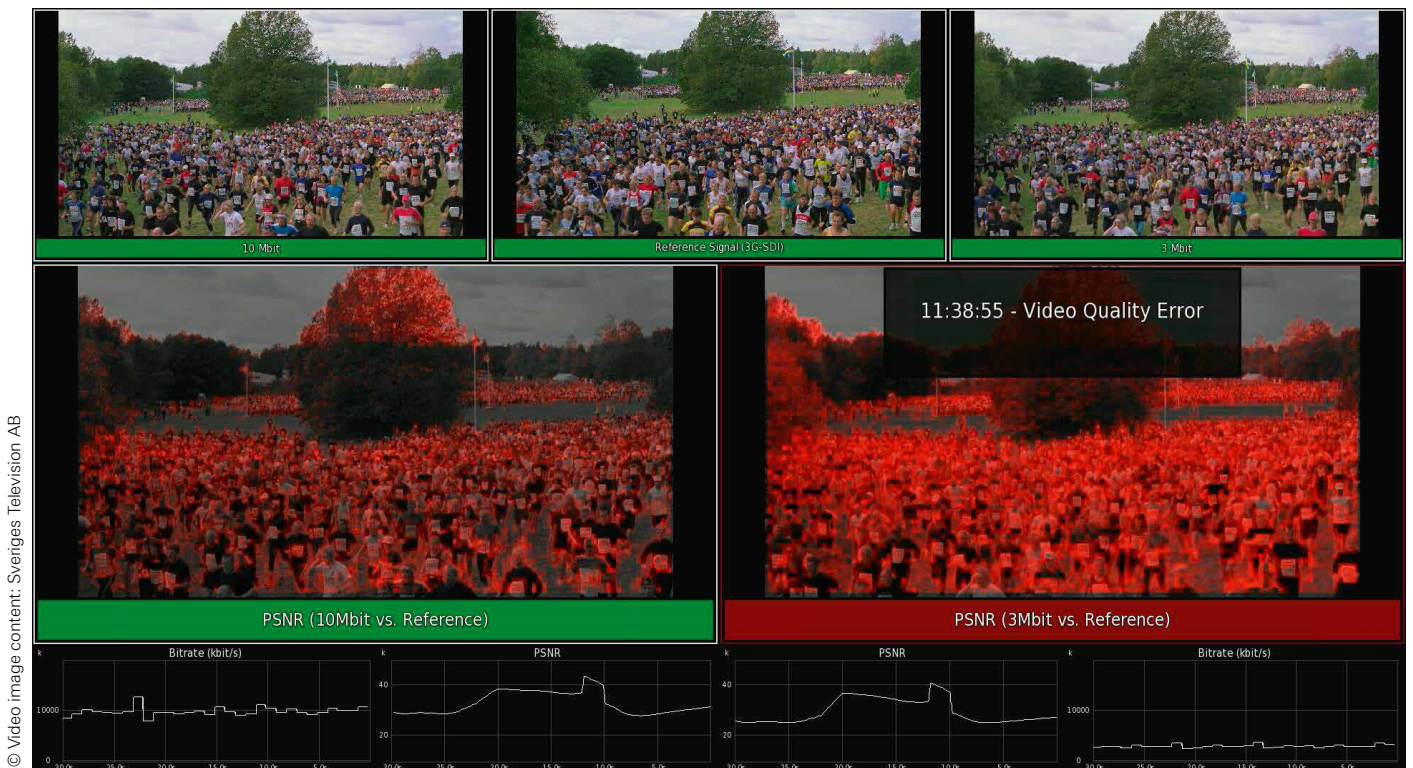 10 Mbit
Reference Signal (3G-SDI)
3 Mbit
11:38:55 - Video Quality Error
PSNR (10Mbit vs. Reference)
PSNR (3Mbit vs. Reference)
k
Bitrate (kbit/s)
10000
0
k
PSNR
40
20
k
PSNR
40
20
k
Bitrate (kbit/s)
10000
0
© Video image content: Sveriges Television AB